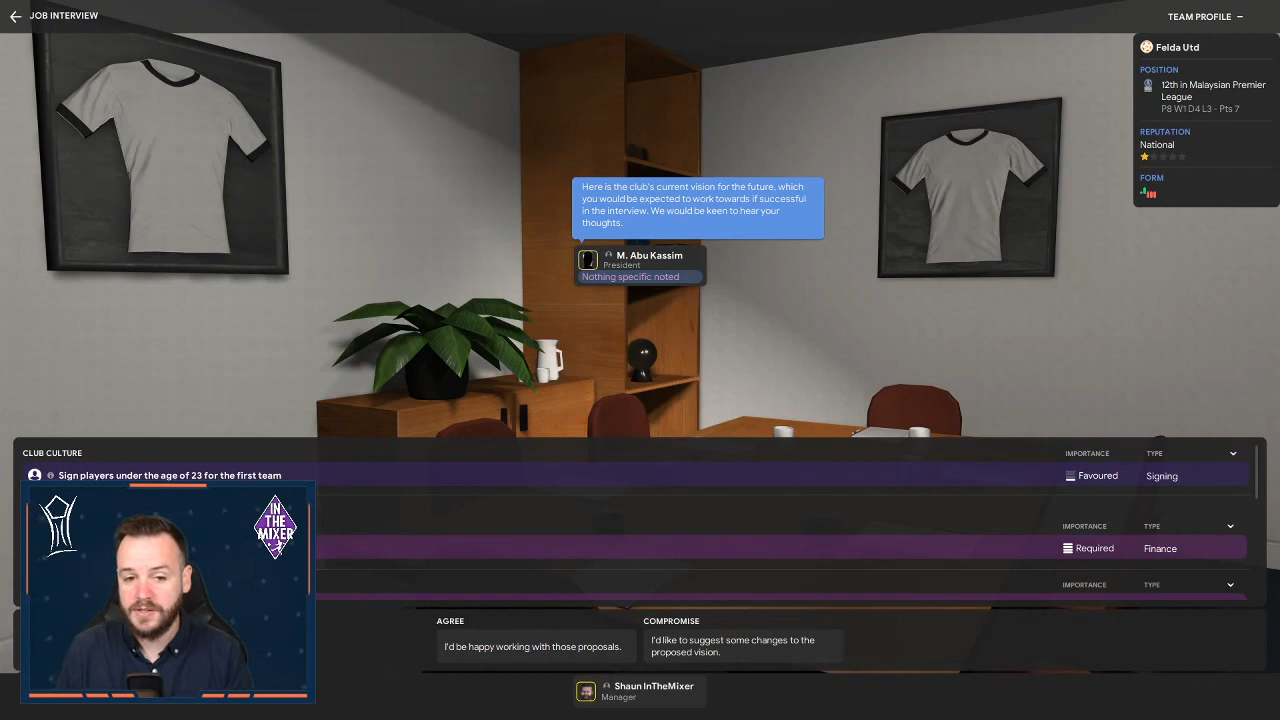 JOB INTERVIEW
TEAM PROFILE
Felda Utd
POSITION
12th in Malaysian Premier
League
P8 W1 D4 L3 - Pts 7
REPUTATION
National
FORM
Here is the club's current vision for the future, which
you would be expected to work towards if successful
in the interview. We would be keen to hear your
thoughts.
M. Abu Kassim
President
Nothing specific noted
CLUB CULTURE
IMPORTANCE
TYPE
Sign players under the age of 23 for the first team
Favoured
Signing
IMPORTANCE
TYPE
Required
Finance
IMPORTANCE
TYPE
IN
THE
MIXER
AGREE
COMPROMISE
I'd be happy working with those proposals.
I'd like to suggest some changes to the
proposed vision.
Shaun InTheMixer
Manager